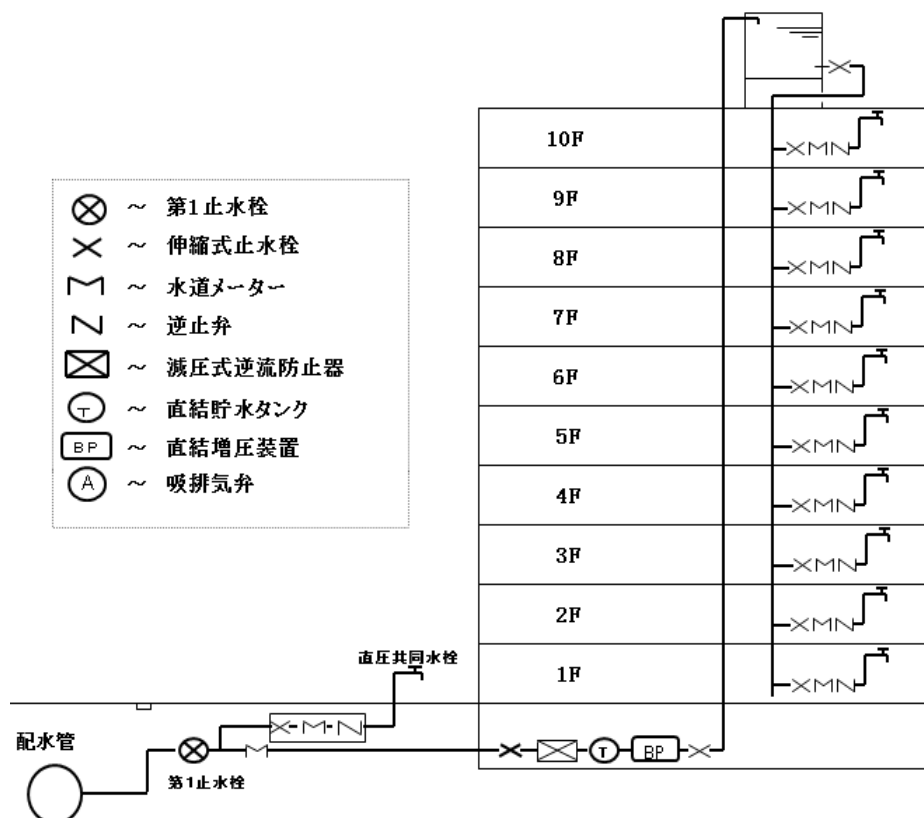 10F
9F
8F
7F
6F
5F
4F
3F
2F
1F
~ 第1止水栓
~ 伸縮式止水栓
~ 水道メーター
~ 逆止弁
~ 減圧式逆流防止器
T ~ 直結貯水タンク
BP ~ 直結増圧装置
A ~ 吸排気弁
直圧共同水栓
配水管
第1止水栓
T
BP